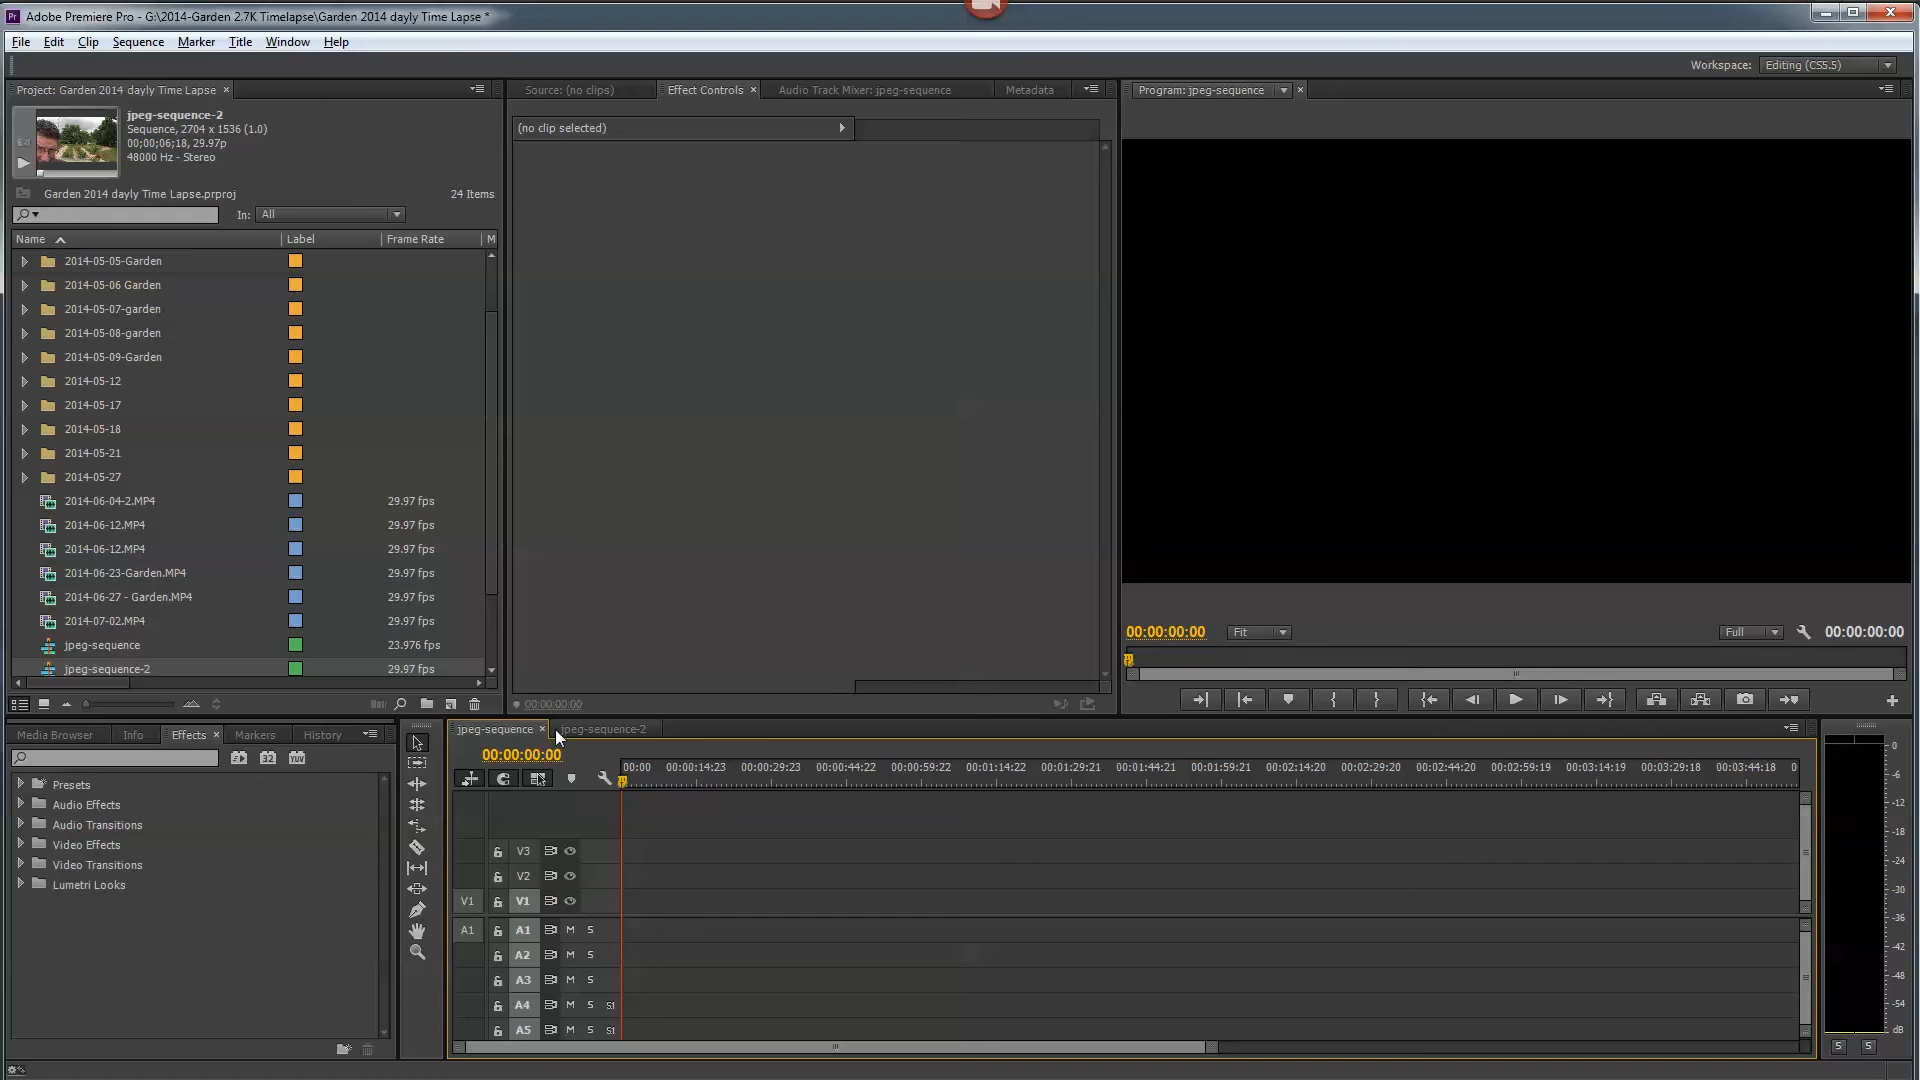 Adobe Premiere Pro - G:\2014-Garden 2.7K Timelapse\Garden 2014 dayly Time Lapse *
File Edit Clip Sequence Marker Title Window Help
Workspace: Editing (CS5.5)
Project: Garden 2014 dayly Time Lapse
Source: (no clips) Effect Controls Audio Track Mixer: jpeg-sequence Metadata
Program: jpeg-sequence
jpeg-sequence-2
Sequence, 2704 x 1536 (1.0)
00;00;06;18, 29.97p
48000 Hz - Stereo
(no clip selected)
Garden 2014 dayly Time Lapse.prproj 24 Items
In: All
Name Label Frame Rate M
2014-05-05-Garden
2014-05-06 Garden
2014-05-07-garden
2014-05-08-garden
2014-05-09-Garden
2014-05-12
2014-05-17
2014-05-18
2014-05-21
2014-05-27
2014-06-04-2.MP4 29.97 fps
2014-06-12.MP4 29.97 fps
2014-06-12.MP4 29.97 fps
2014-06-23-Garden.MP4 29.97 fps
2014-06-27 - Garden.MP4 29.97 fps
2014-07-02.MP4 29.97 fps
jpeg-sequence 23.976 fps
jpeg-sequence-2 29.97 fps
00:00:00:00
00:00:00:00 Fit Full 00:00:00:00
Media Browser Info Effects Markers History
32 YUV
Presets
Audio Effects
Audio Transitions
Video Effects
Video Transitions
Lumetri Looks
jpeg-sequence jpeg-sequence-2
00:00:00:00
00:00 00:00:14:23 00:00:29:23 00:00:44:22 00:00:59:22 00:01:14:22 00:01:29:21 00:01:44:21 00:01:59:21 00:02:14:20 00:02:29:20 00:02:44:20 00:02:59:19 00:03:14:19 00:03:29:18 00:03:44:18 0
V3
V2
V1 V1
A1 A1 M S
A2 M S
A3 M S
A4 M S S1
A5 M S S1
0
-6
-12
-18
-24
-30
-36
-42
-48
-54
dB
S S